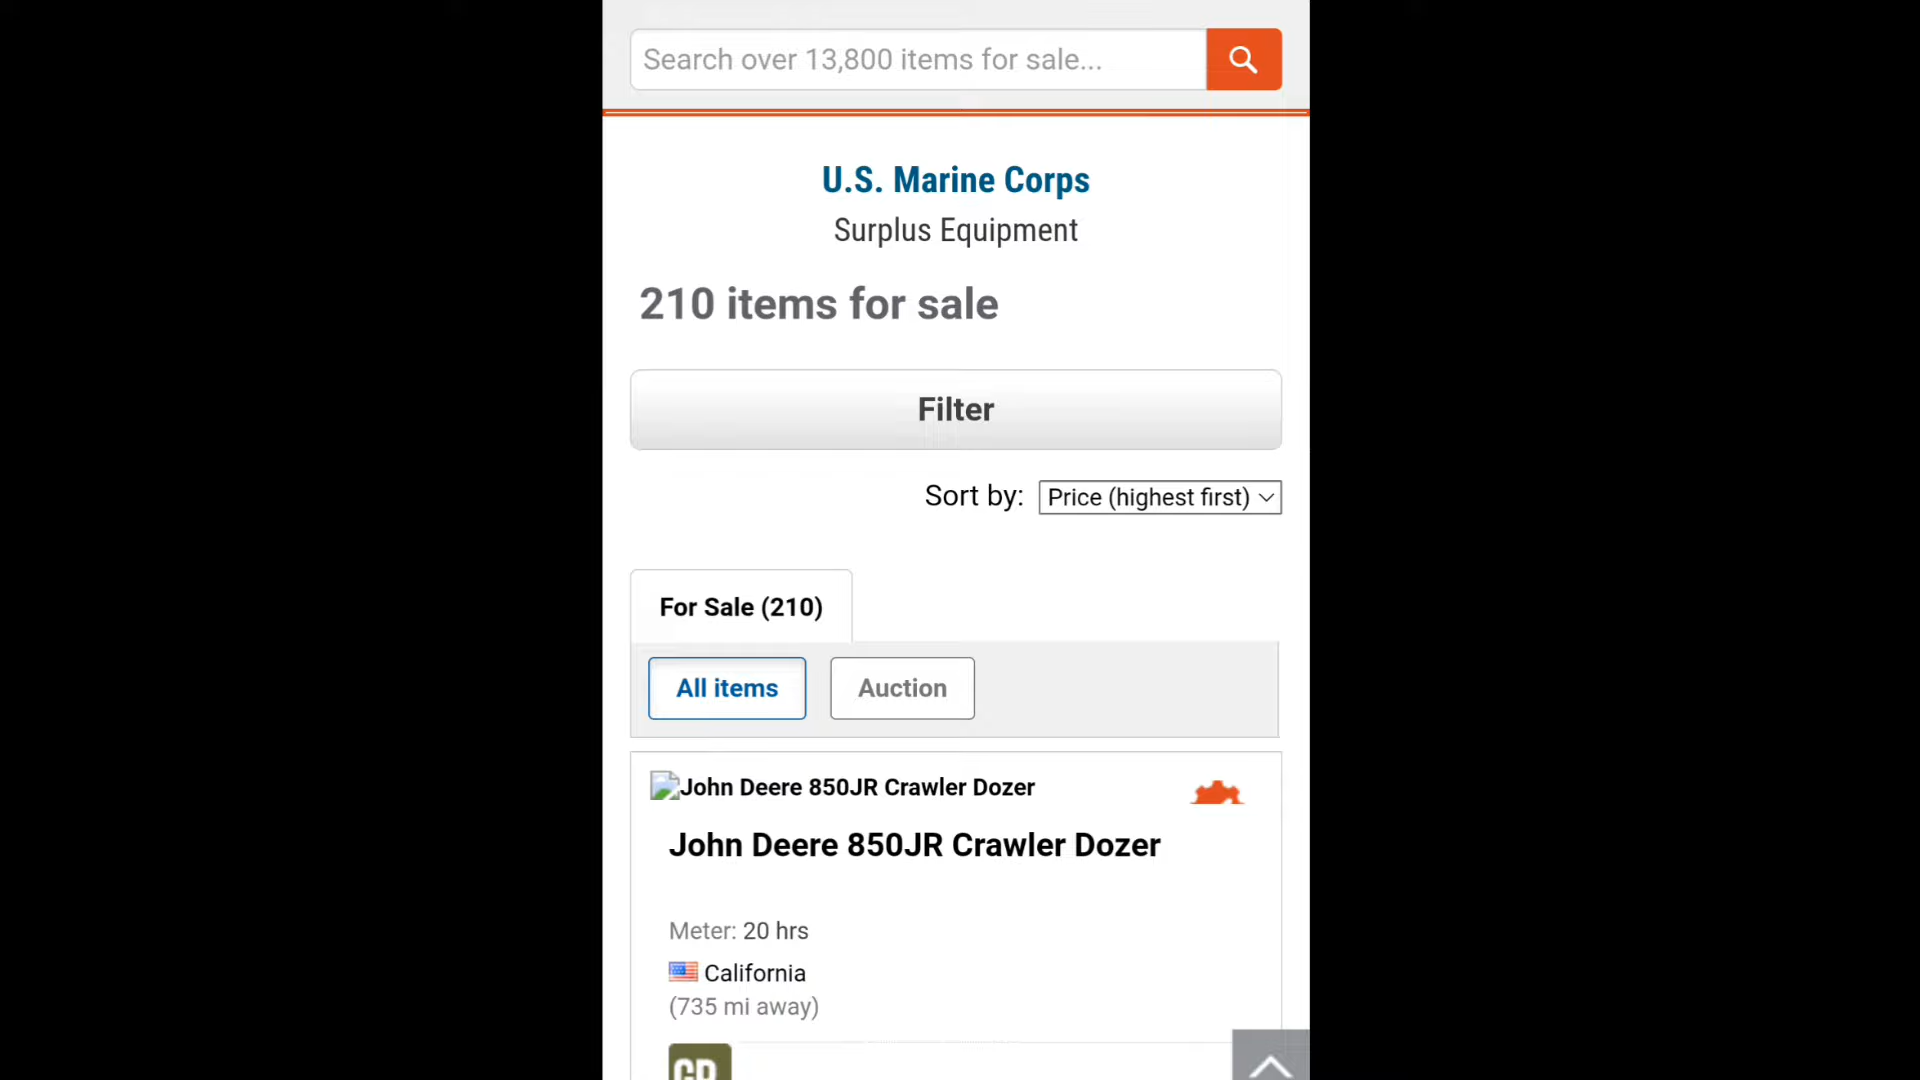 Search over 13,800 items for sale...
U.S. Marine Corps
Surplus Equipment
210 items for sale
Filter
Sort by: Price (highest first)
For Sale (210)
All items Auction
John Deere 850JR Crawler Dozer
John Deere 850JR Crawler Dozer
Meter: 20 hrs
California
(735 mi away)